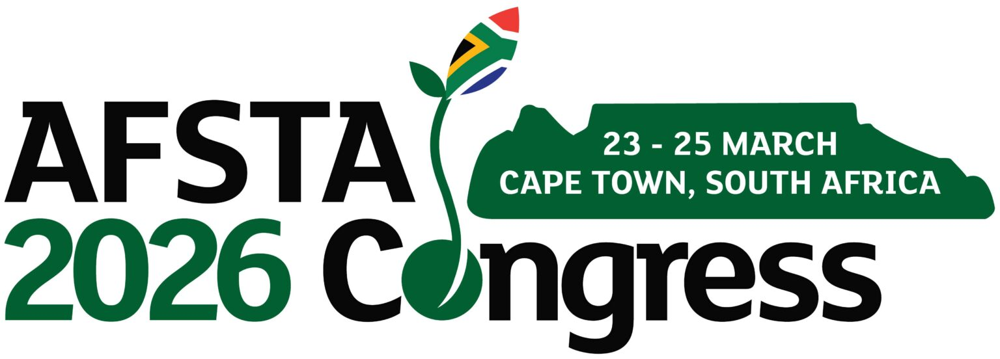 AFSTA
2026 Congress
23 - 25 MARCH
CAPE TOWN, SOUTH AFRICA